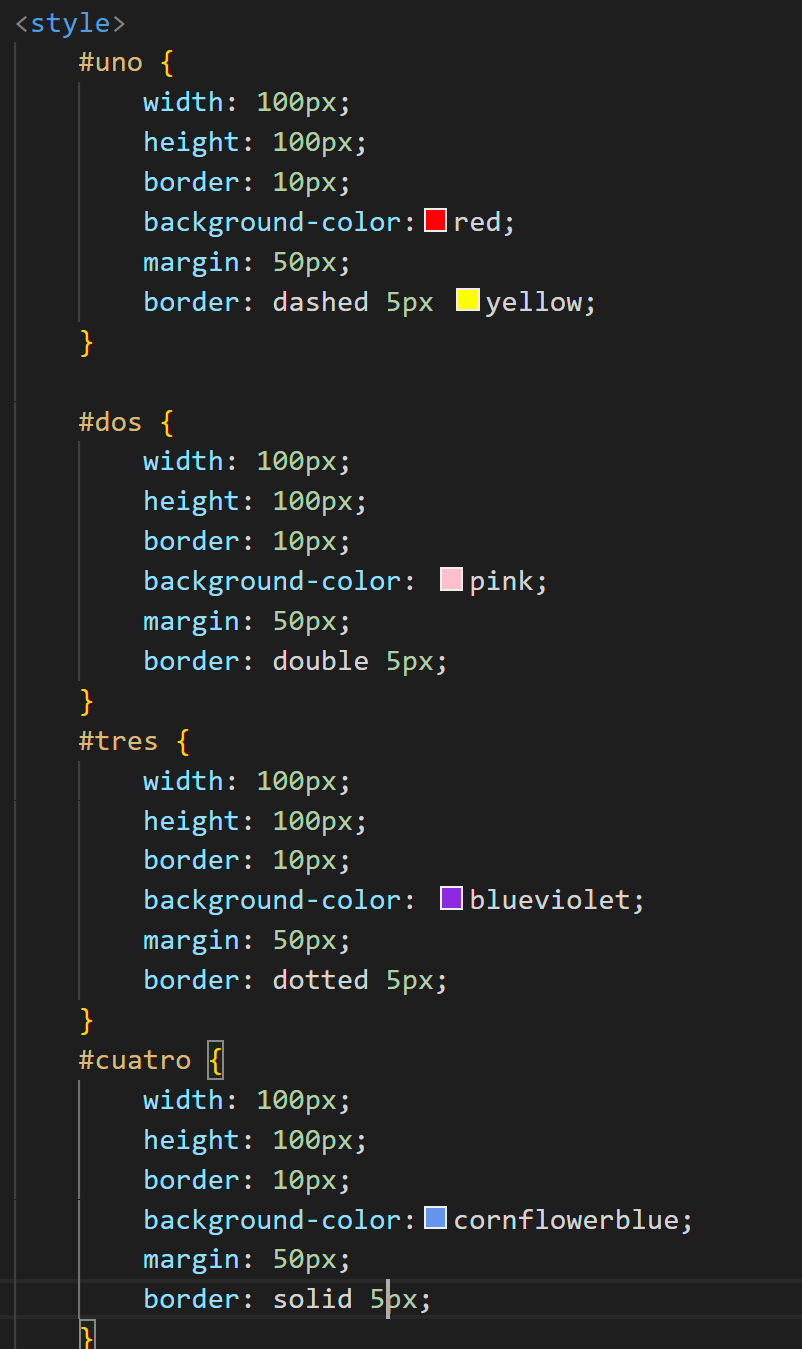 <style>
#uno {
width: 100px;
height: 100px;
border: 10px;
background-color: red;
margin: 50px;
border: dashed 5px yellow;
}
#dos {
width: 100px;
height: 100px;
border: 10px;
background-color: pink;
margin: 50px;
border: double 5px;
}
#tres {
width: 100px;
height: 100px;
border: 10px;
background-color: blueviolet;
margin: 50px;
border: dotted 5px;
}
#cuatro {
width: 100px;
height: 100px;
border: 10px;
background-color: cornflowerblue;
margin: 50px;
border: solid 5px;
}